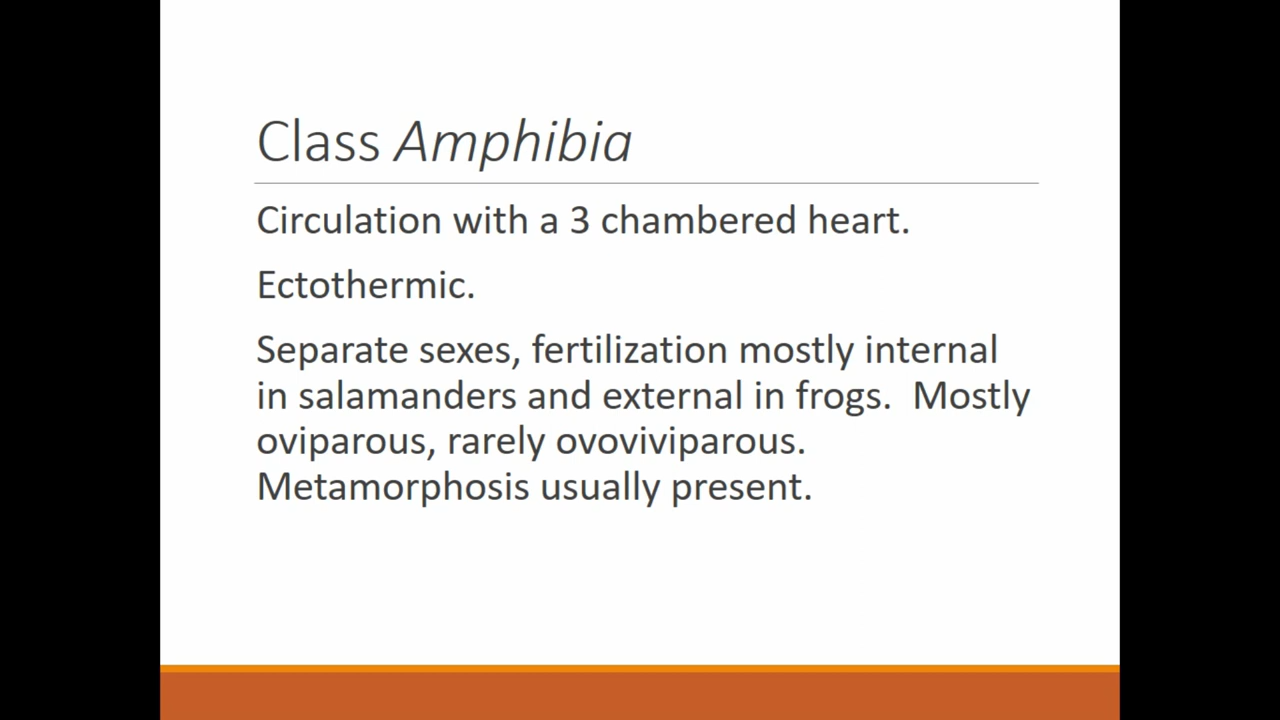 Class Amphibia
Circulation with a 3 chambered heart.
Ectothermic.
Separate sexes, fertilization mostly internal
in salamanders and external in frogs.  Mostly
oviparous, rarely ovoviviparous.
Metamorphosis usually present.